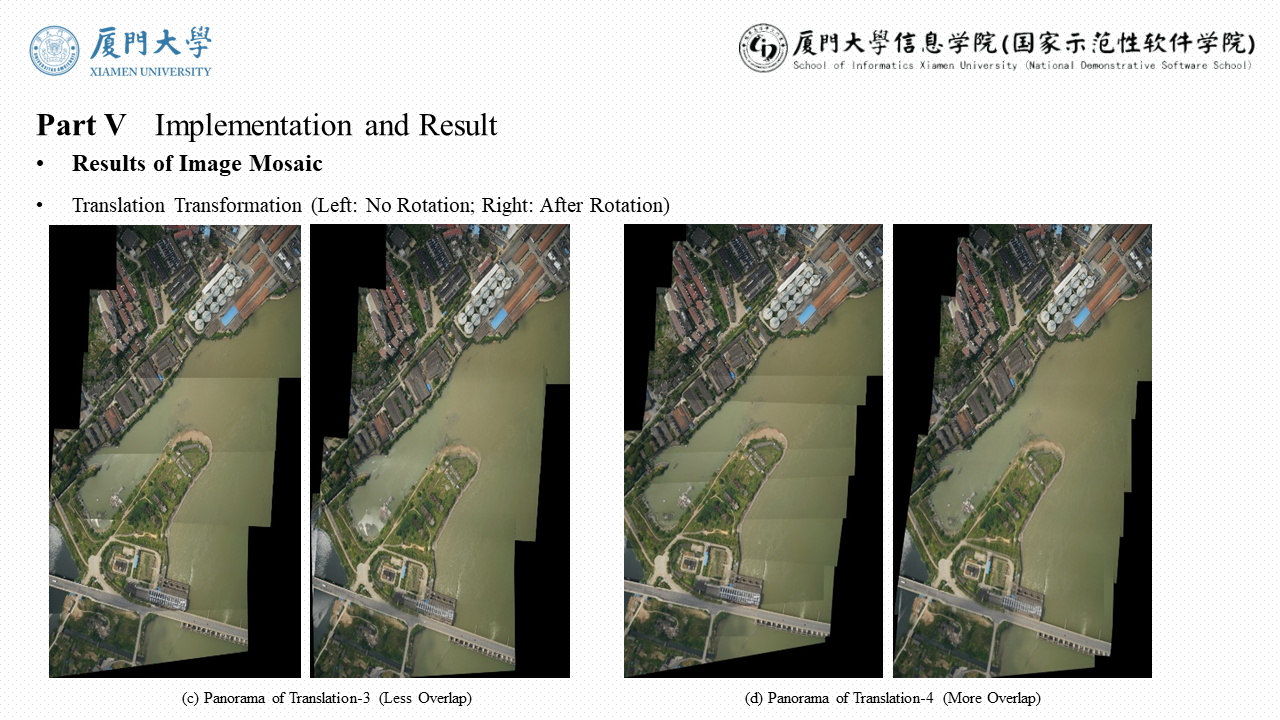 厦門大學
XIAMEN UNIVERSITY
厦門大學信息学院(国家示范性软件学院)
School of Informatics Xiamen University (National Demonstrative Software School)
Part V Implementation and Result
• Results of Image Mosaic
• Translation Transformation (Left: No Rotation; Right: After Rotation)
(c) Panorama of Translation-3 (Less Overlap)
(d) Panorama of Translation-4 (More Overlap)